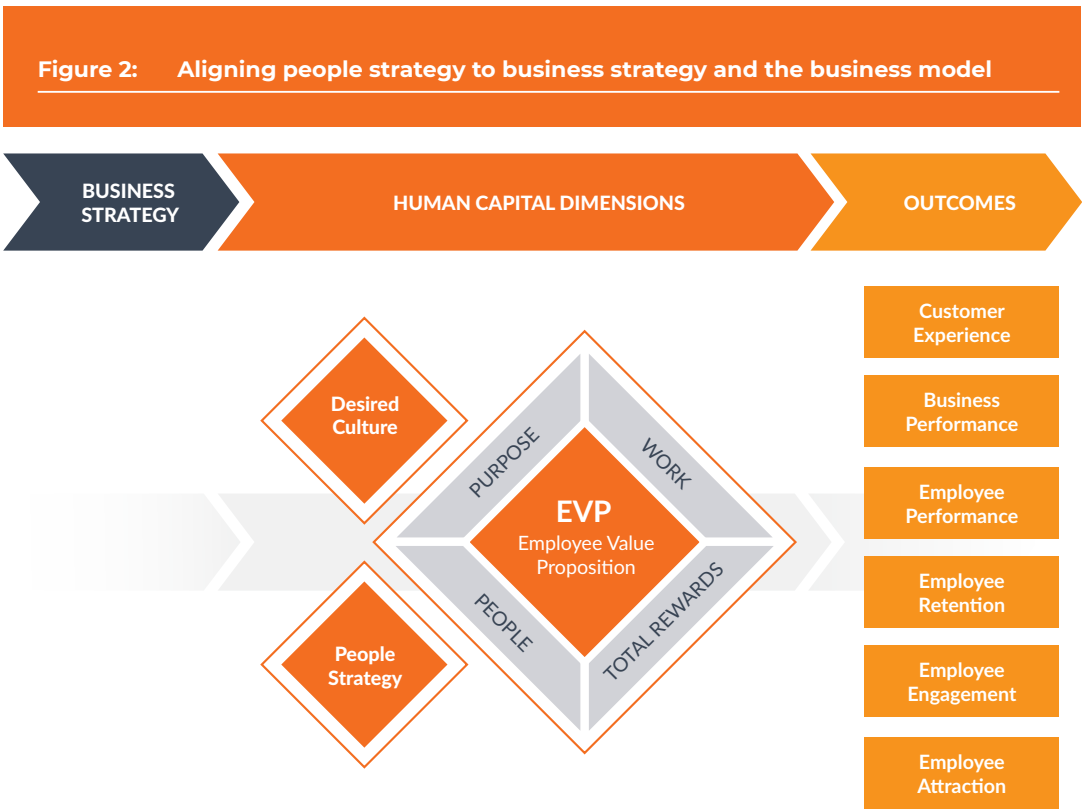 Figure 2: Aligning people strategy to business strategy and the business model
BUSINESS
STRATEGY
HUMAN CAPITAL DIMENSIONS
OUTCOMES
Desired
Culture
People
Strategy
PURPOSE
WORK
EVP
Employee Value
Proposition
PEOPLE
TOTAL REWARDS
Customer
Experience
Business
Performance
Employee
Performance
Employee
Retention
Employee
Engagement
Employee
Attraction